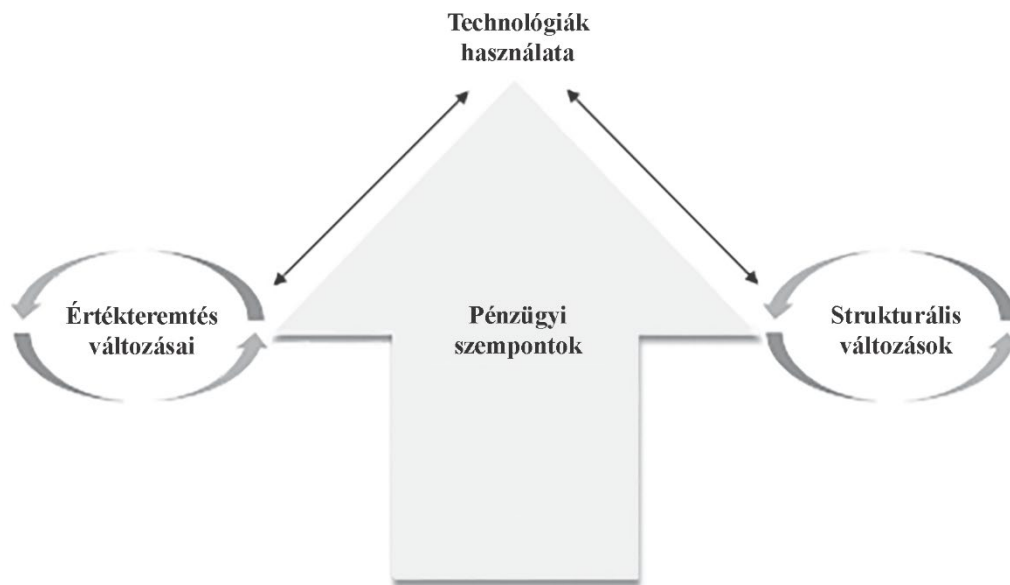 Technológiák
használata
Értékteremtés
változásai
Pénzügyi
szempontok
Strukturális
változások